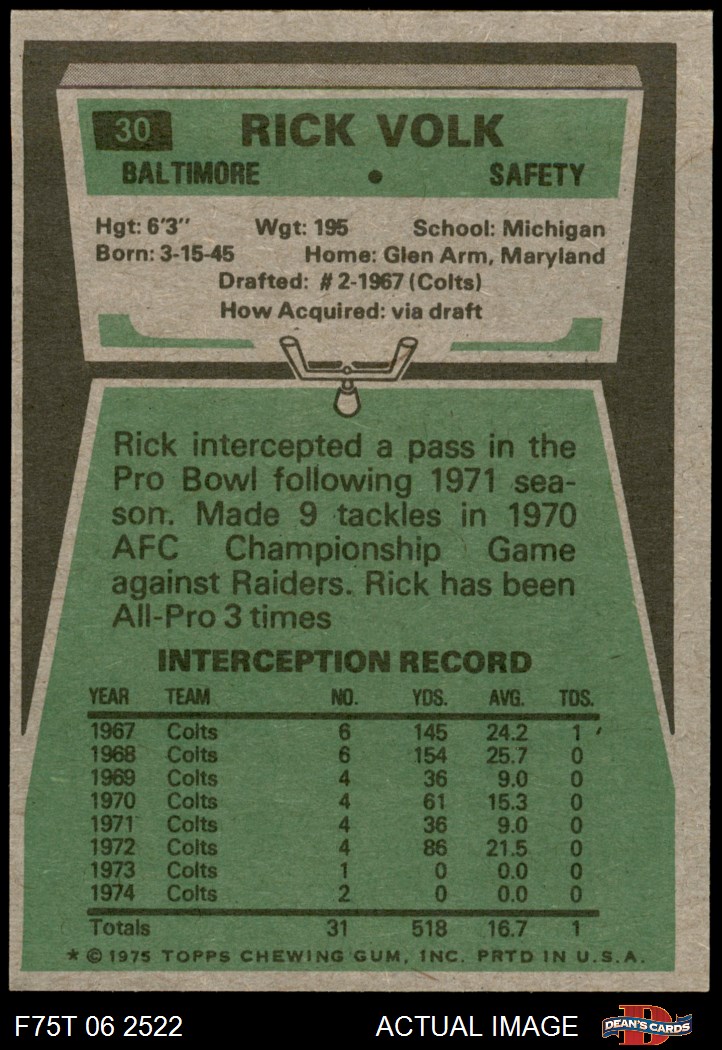 30 RICK VOLK
BALTIMORE • SAFETY
Hgt: 6'3" Wgt: 195 School: Michigan
Born: 3-15-45 Home: Glen Arm, Maryland
Drafted: #2-1967 (Colts)
How Acquired: via draft
Rick intercepted a pass in the
Pro Bowl following 1971 sea-
son. Made 9 tackles in 1970
AFC Championship Game
against Raiders. Rick has been
All-Pro 3 times
INTERCEPTION RECORD
YEAR TEAM NO. YDS. AVG. TDS.
1967 Colts 6 145 24.2 1
1968 Colts 6 154 25.7 0
1969 Colts 4 36 9.0 0
1970 Colts 4 61 15.3 0
1971 Colts 4 36 9.0 0
1972 Colts 4 86 21.5 0
1973 Colts 1 0 0.0 0
1974 Colts 2 0 0.0 0
Totals 31 518 16.7 1
* © 1975 TOPPS CHEWING GUM, INC. PRTD IN U.S.A.
F75T 06 2522 ACTUAL IMAGE D DEAN'S CARDS